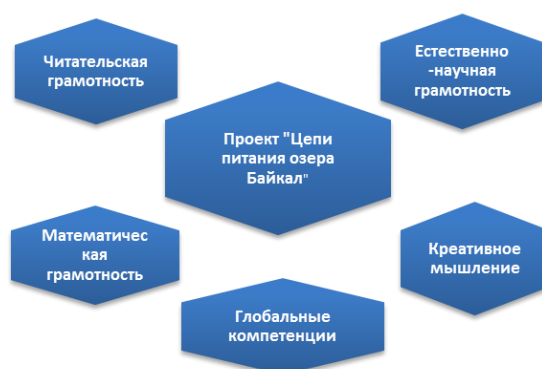 Читательская
грамотность
Естественно
-научная
грамотность
Проект "Цепи
питания озера
Байкал"
Математичес
кая
грамотность
Креативное
мышление
Глобальные
компетенции